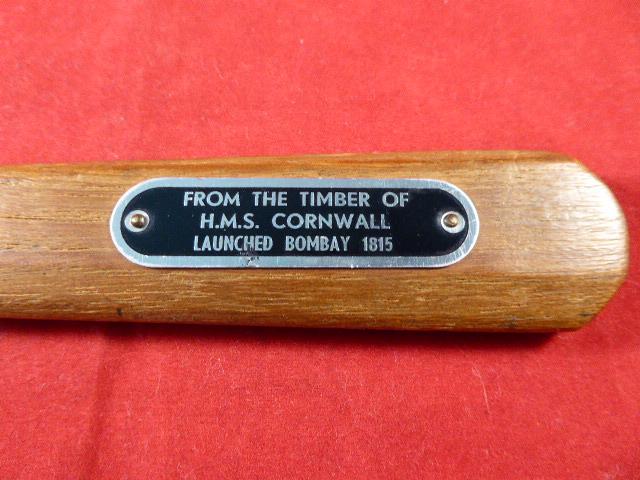 FROM THE TIMBER OF
H.M.S. CORNWALL
LAUNCHED BOMBAY 1815